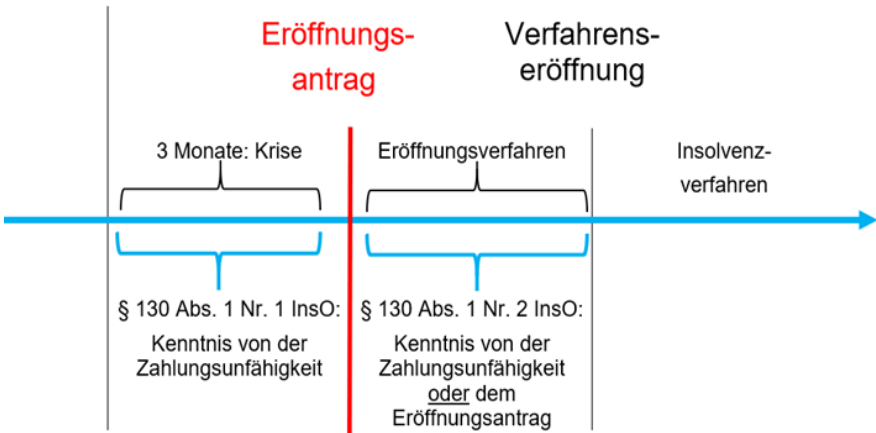 Eröffnungs-
antrag
Verfahrens-
eröffnung
3 Monate: Krise
Eröffnungsverfahren
Insolvenz-
verfahren
§ 130 Abs. 1 Nr. 1 InsO:
Kenntnis von der
Zahlungsunfähigkeit
§ 130 Abs. 1 Nr. 2 InsO:
Kenntnis von der
Zahlungsunfähigkeit
oder dem
Eröffnungsantrag